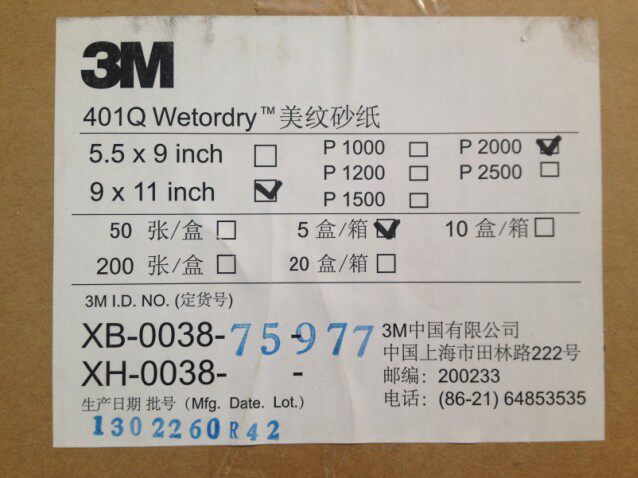 3M
401Q Wetordry™美纹砂纸
5.5 x 9 inch □ P 1000 □ P 2000 ☑
9 x 11 inch ☑ P 1200 □ P 2500 □
P 1500 □
50 张/盒 □ 5 盒/箱 ☑ 10 盒/箱 □
200 张/盒 □ 20 盒/箱 □
3M I.D. NO. (定货号)
XB-0038-75-977
XH-0038- -
3M中国有限公司
中国上海市田林路222号
邮编: 200233
电话: (86-21) 64853535
生产日期 批号 (Mfg. Date. Lot.)
1302260R42